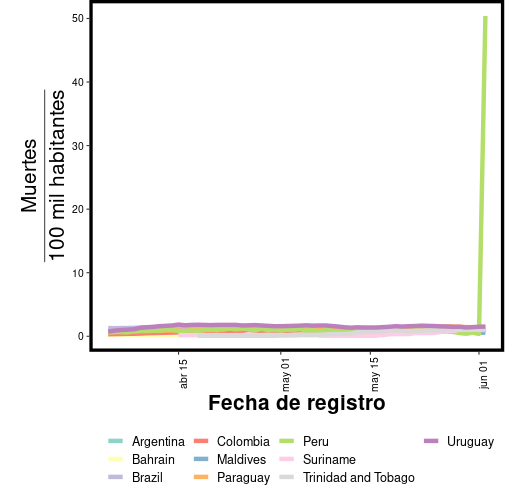 Muertes
100 mil habitantes
50
40
30
20
10
0
abr 15
may 01
may 15
jun 01
Fecha de registro
Argentina Colombia Peru Uruguay
Bahrain Maldives Suriname
Brazil Paraguay Trinidad and Tobago